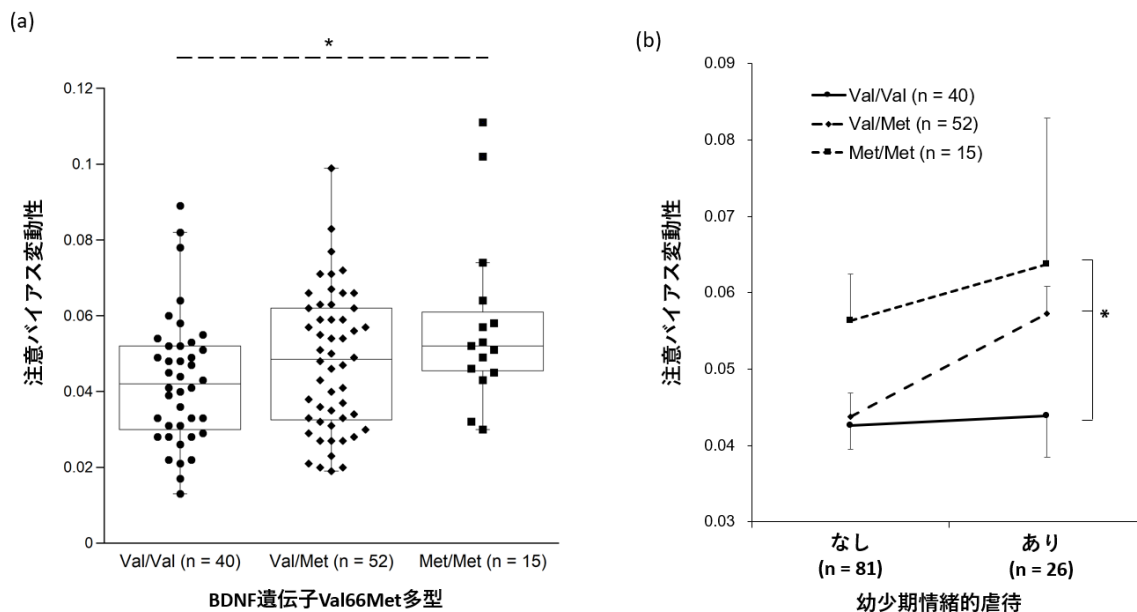 (a)
*
注意バイアス変動性
0.12
0.1
0.08
0.06
0.04
0.02
0
Val/Val (n = 40)
Val/Met (n = 52)
Met/Met (n = 15)
BDNF遺伝子Val66Met多型
(b)
注意バイアス変動性
0.09
0.08
0.07
0.06
0.05
0.04
0.03
Val/Val (n = 40)
Val/Met (n = 52)
Met/Met (n = 15)
*
なし
(n = 81)
あり
(n = 26)
幼少期情緒的虐待